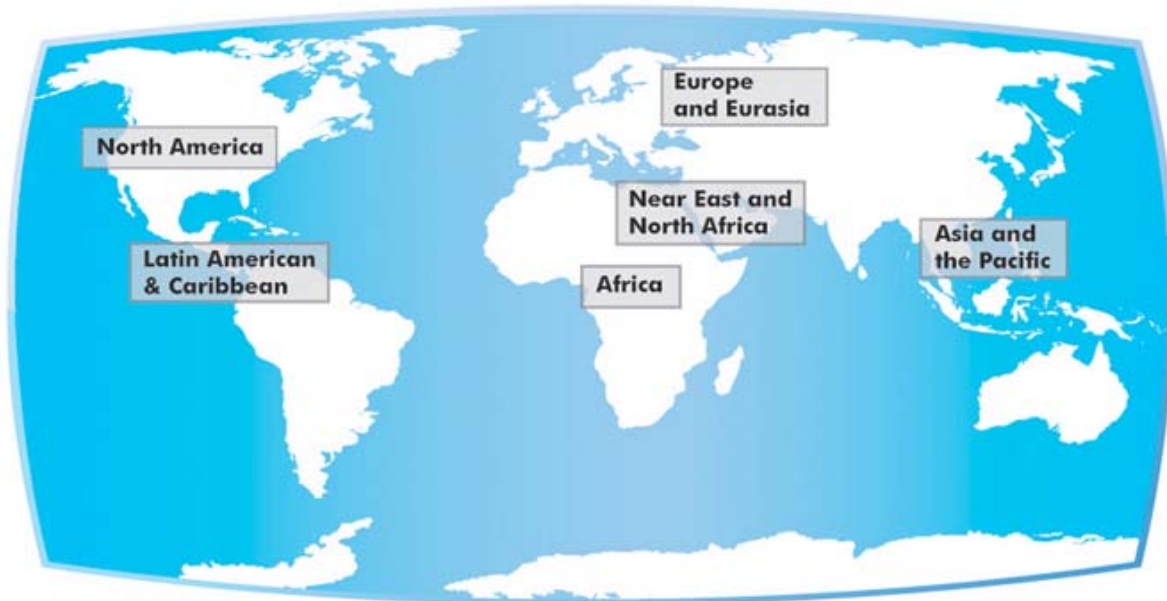 Europe
and Eurasia
North America
Near East and
North Africa
Asia and
the Pacific
Latin American
& Caribbean
Africa